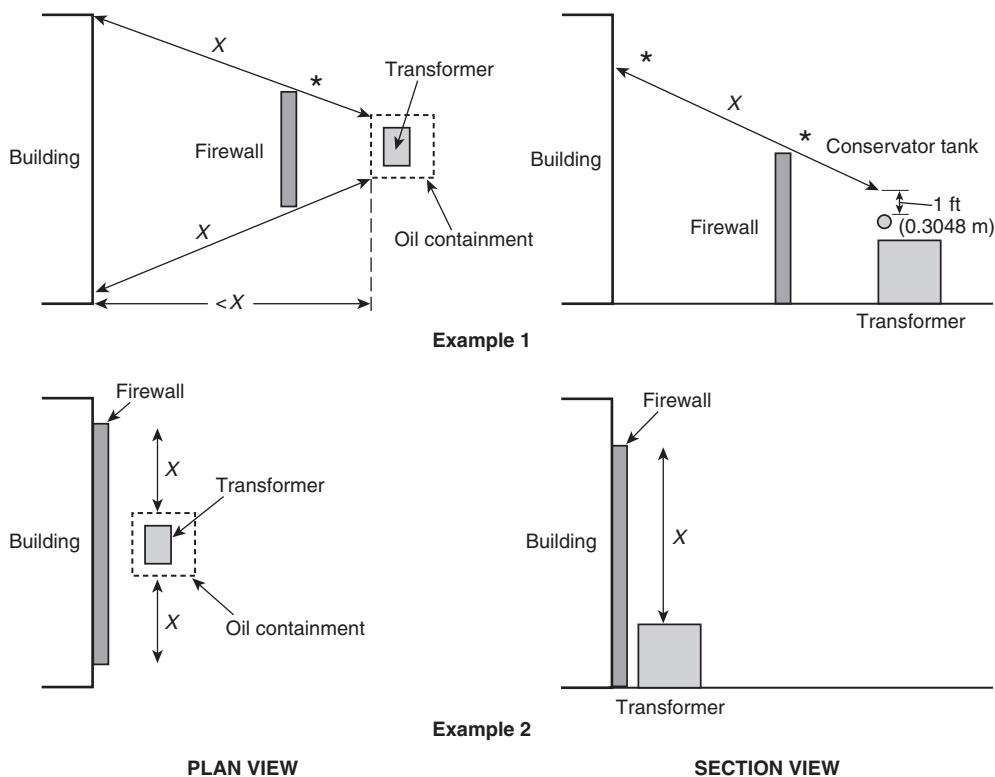 X
*
Transformer
Building
Firewall
X
Oil containment
< X
*
X
*
Conservator tank
Building
1 ft
(0.3048 m)
Firewall
Transformer
Example 1
Firewall
X
Transformer
Building
X
Oil containment
Firewall
Building
X
Transformer
Example 2
PLAN VIEW
SECTION VIEW